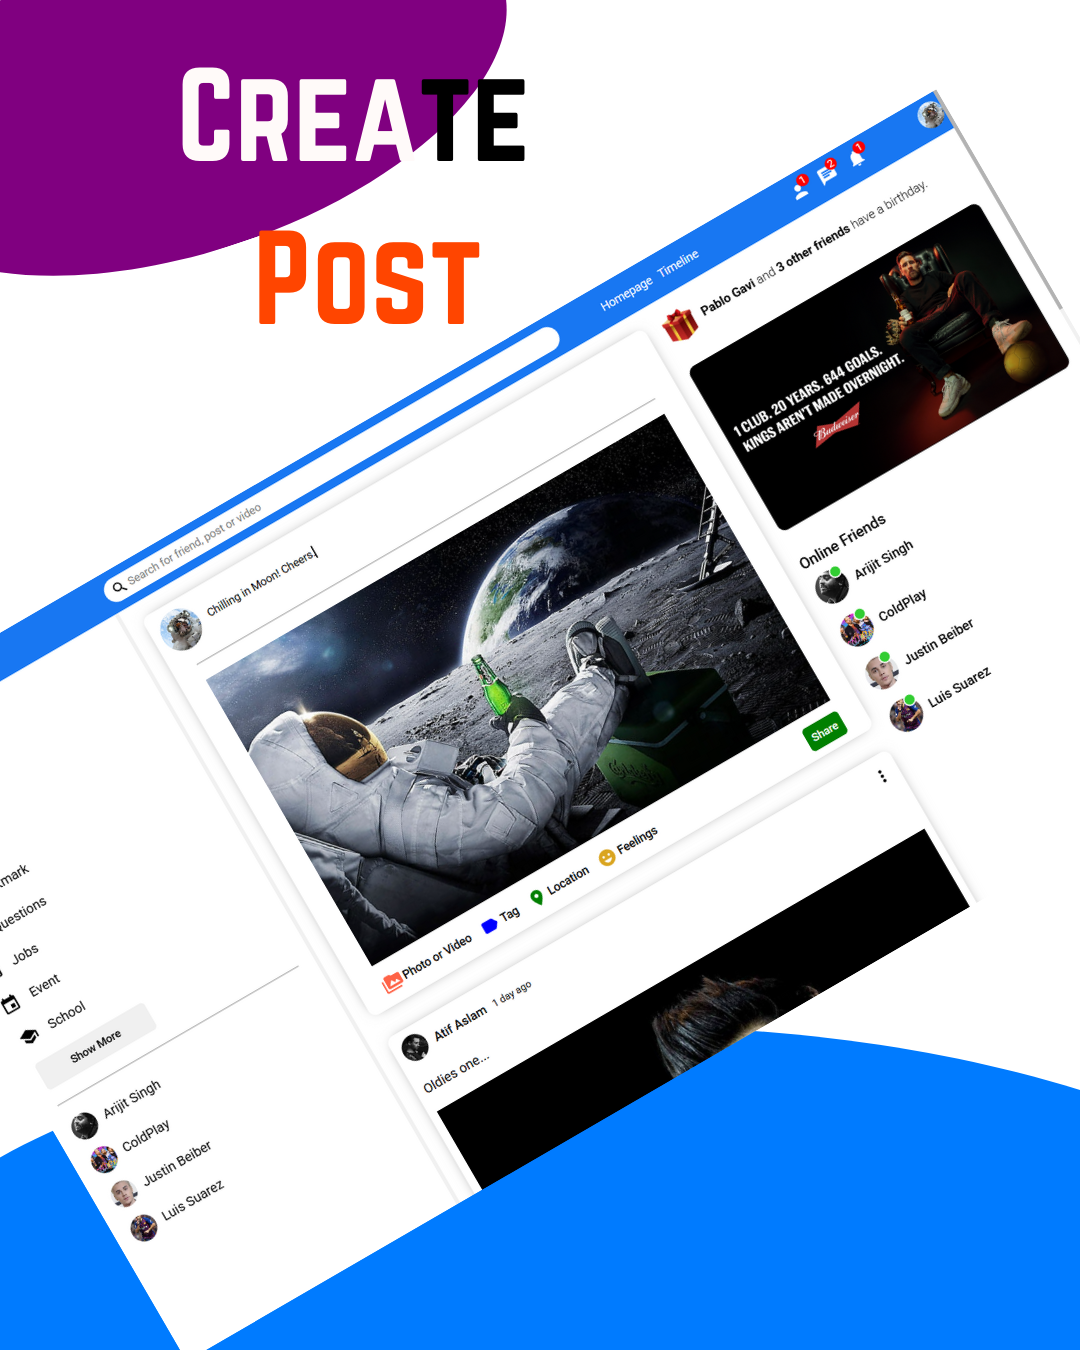 CREATE
POST
1
2
1
Homepage Timeline
Search for friend, post or video
Pablo Gavi and 3 other friends have a birthday.
1 CLUB. 20 YEARS. 644 GOALS.
KINGS AREN'T MADE OVERNIGHT.
Budweiser
Chilling in Moon! Cheers
Online Friends
Arijit Singh
ColdPlay
Justin Beiber
Luis Suarez
Share
Photo or Video Tag Location Feelings
mark
uestions
Jobs
Event
School
Show More
Arijit Singh
ColdPlay
Justin Beiber
Luis Suarez
Atif Aslam 1 day ago
Oldies one...